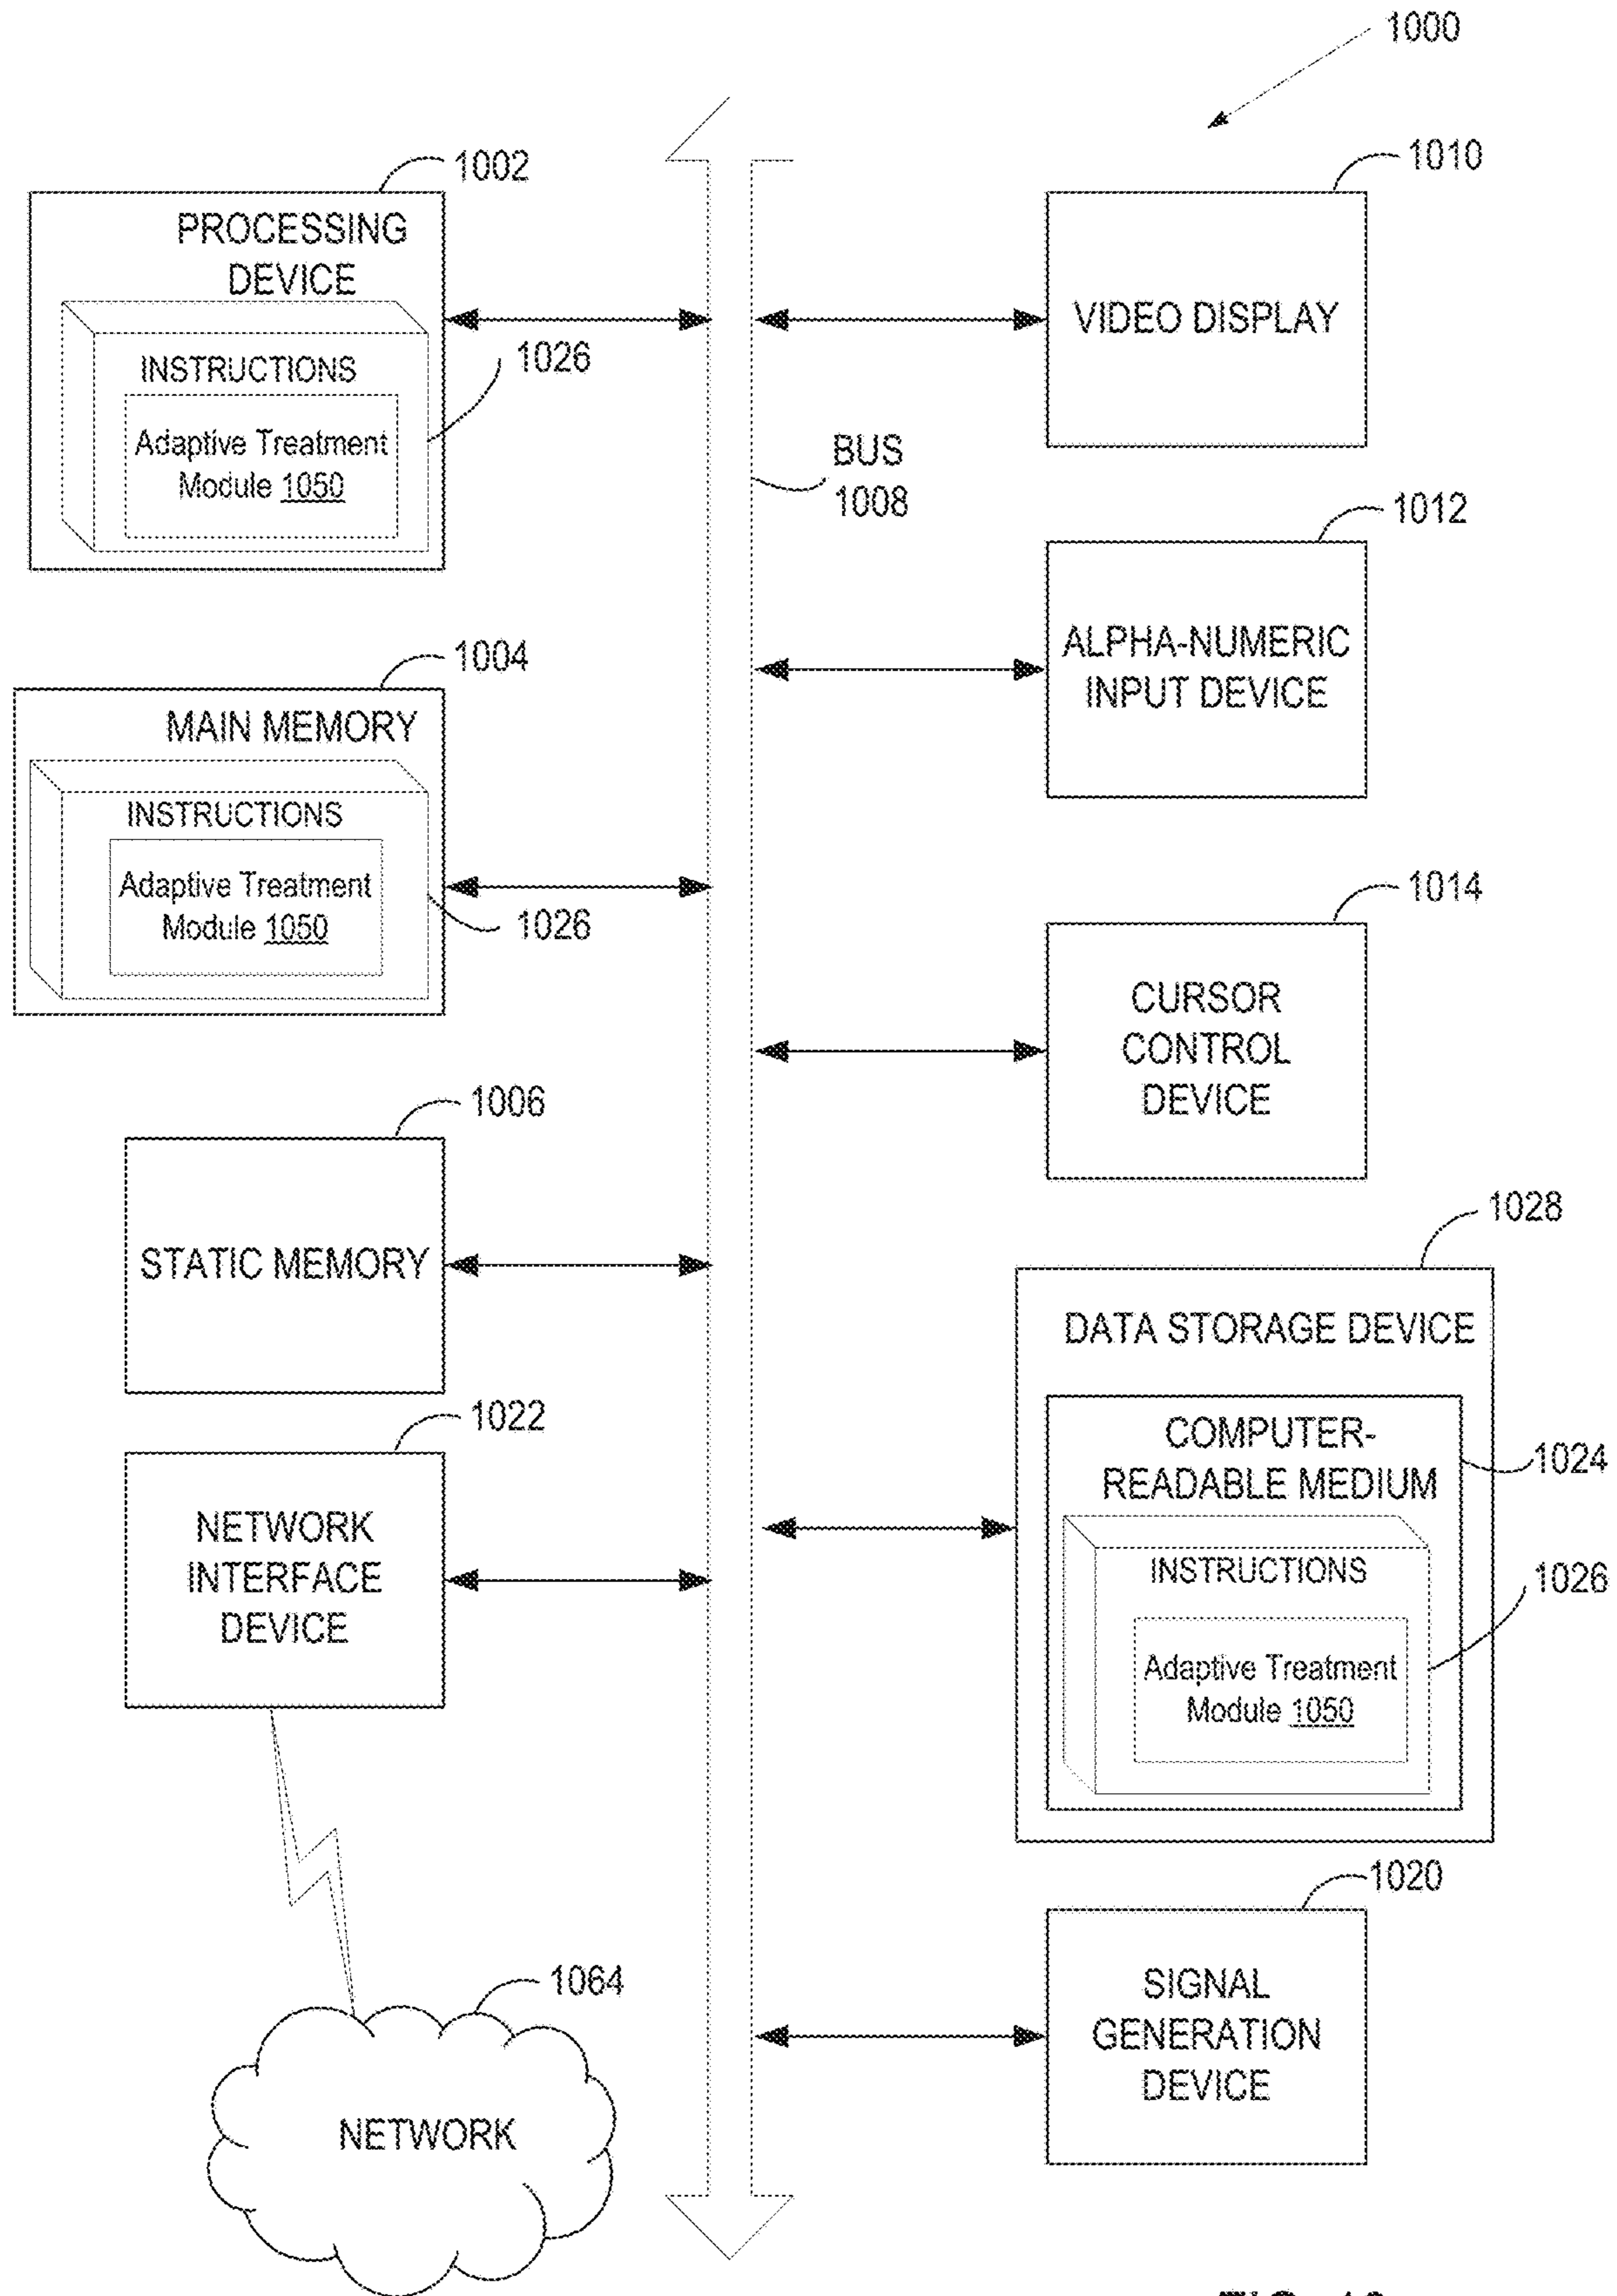 1000
1002
PROCESSING
DEVICE
INSTRUCTIONS
Adaptive Treatment
Module 1050
1026
1004
MAIN MEMORY
INSTRUCTIONS
Adaptive Treatment
Module 1050
1026
1006
STATIC MEMORY
1022
NETWORK
INTERFACE
DEVICE
1064
NETWORK
BUS
1008
1010
VIDEO DISPLAY
1012
ALPHA-NUMERIC
INPUT DEVICE
1014
CURSOR
CONTROL
DEVICE
1028
DATA STORAGE DEVICE
COMPUTER-
READABLE MEDIUM
1024
INSTRUCTIONS
1026
Adaptive Treatment
Module 1050
1020
SIGNAL
GENERATION
DEVICE